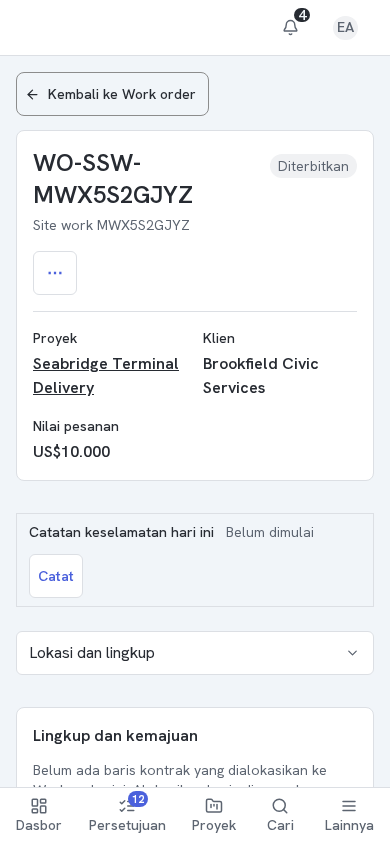 4
EA
Kembali ke Work order
WO-SSW-
MWX5S2GJYZ
Diterbitkan
Site work MWX5S2GJYZ
Proyek
Klien
Seabridge Terminal
Delivery
Brookfield Civic
Services
Nilai pesanan
US$10.000
Catatan keselamatan hari ini
Belum dimulai
Catat
Lokasi dan lingkup
Lingkup dan kemajuan
Belum ada baris kontrak yang dialokasikan ke
12
Dasbor
Persetujuan
Proyek
Cari
Lainnya